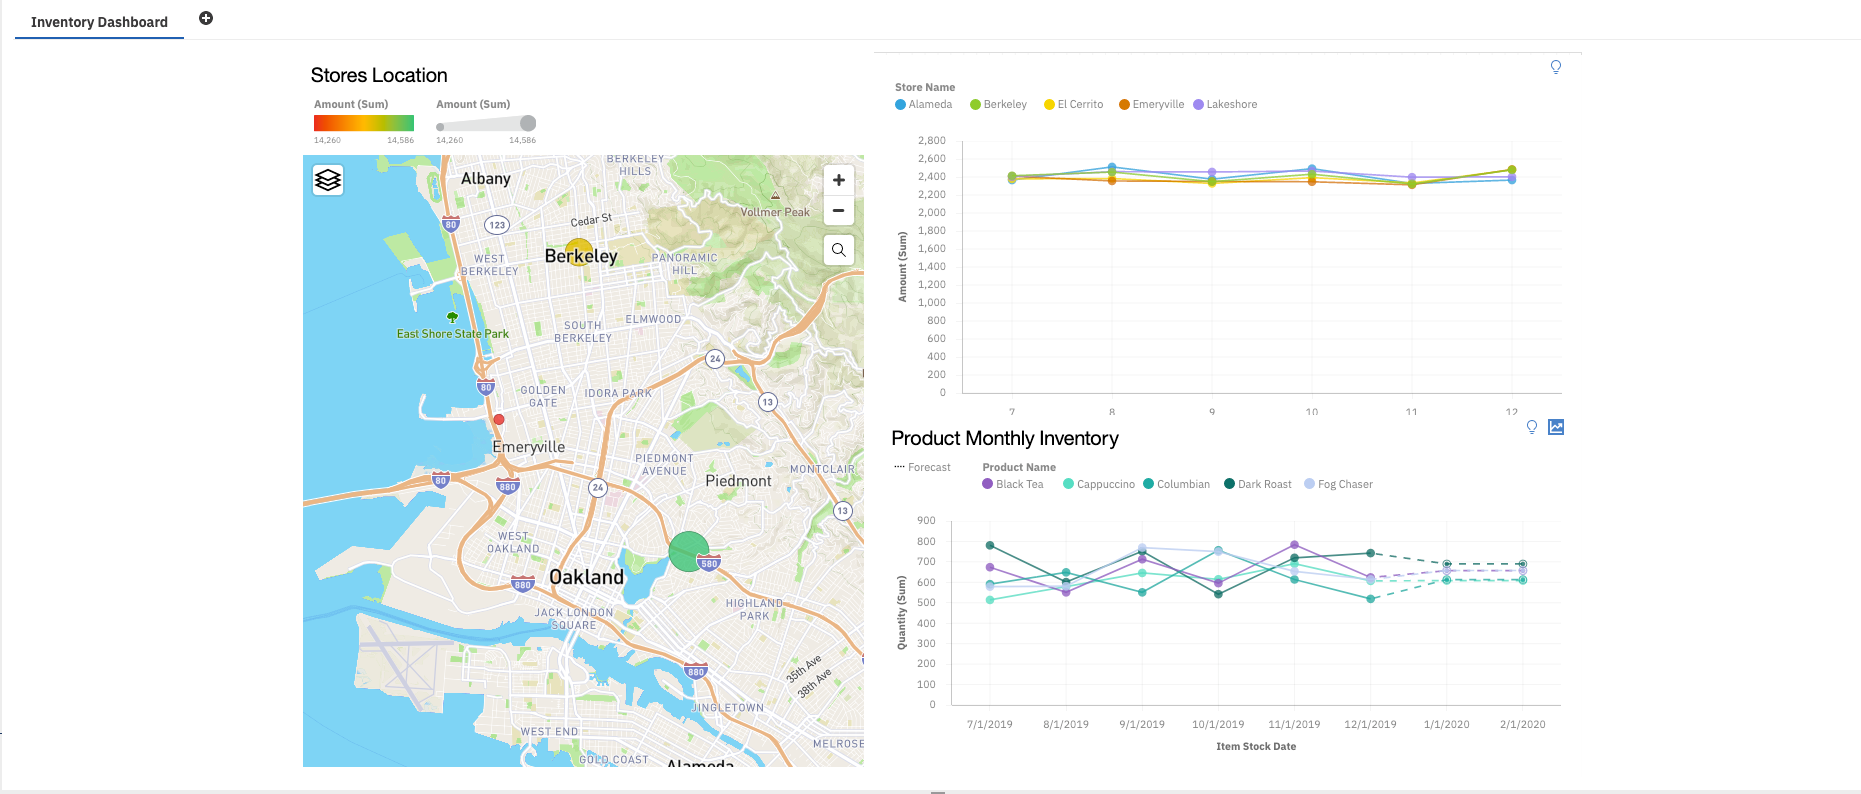 Inventory Dashboard
Stores Location
Amount (Sum)
14,260 14,586
Amount (Sum)
14,260 14,586
BERKELEY
HILLS
Albany
Vollmer Peak
80
123
Cedar St
Berkeley
WEST
BERKELEY
PANORAMIC
HILL
East Shore State Park
SOUTH
BERKELEY
ELMWOOD
24
80
GOLDEN
GATE
IDORA PARK
13
Emeryville
PIEDMONT
AVENUE
MONTCLAIR
80
880
24
Piedmont
13
WEST
OAKLAND
580
Oakland
880
JACK LONDON
SQUARE
HIGHLAND
PARK
880
35th Ave
38th Ave
JINGLETOWN
WEST END
MELROSE
GOLD COAST
Alameda
Store Name
Alameda Berkeley El Cerrito Emeryville Lakeshore
Amount (Sum)
2,800
2,600
2,400
2,200
2,000
1,800
1,600
1,400
1,200
1,000
800
600
400
200
0
7 8 9 10 11 12
Product Monthly Inventory
Forecast
Product Name
Black Tea Cappuccino Columbian Dark Roast Fog Chaser
Quantity (Sum)
900
800
700
600
500
400
300
200
100
0
7/1/2019 8/1/2019 9/1/2019 10/1/2019 11/1/2019 12/1/2019 1/1/2020 2/1/2020
Item Stock Date